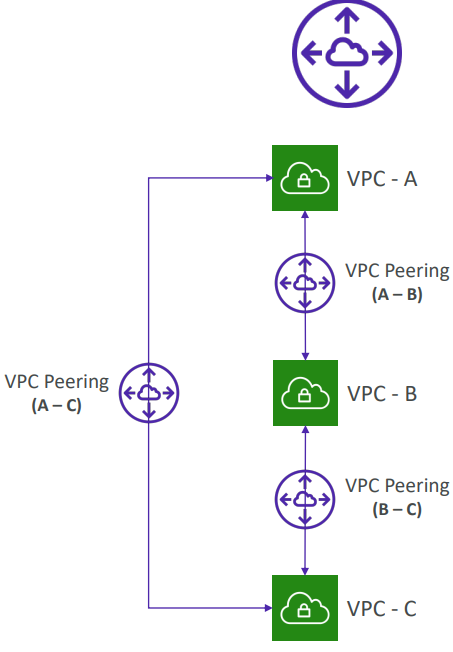 VPC - A
VPC Peering
(A – B)
VPC Peering
(A – C)
VPC - B
VPC Peering
(B – C)
VPC - C